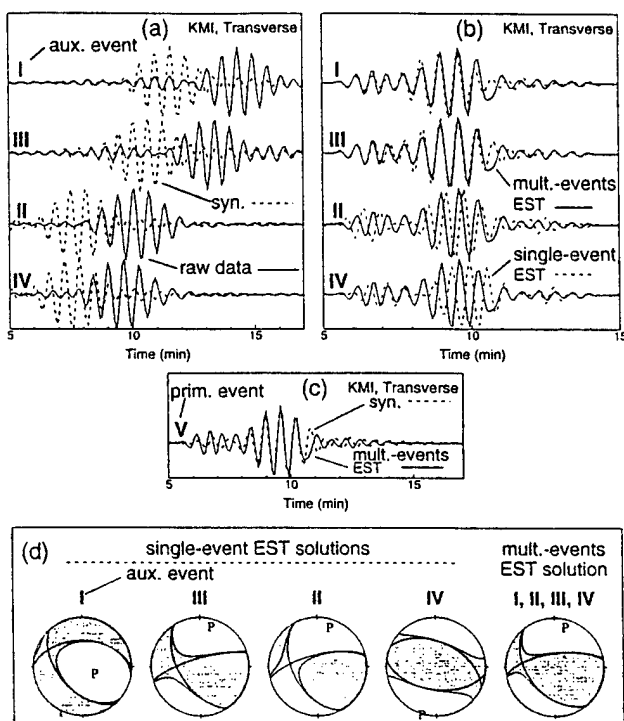 (a) KMI, Transverse
aux. event
I
III
syn.
II
raw data
IV
5 10 15
Time (min)
(b) KMI, Transverse
I
III
mult.-events
EST
II
single-event
EST
IV
5 10 15
Time (min)
prim. event (c) KMI, Transverse
syn.
V
mult.-events
EST
5 10 15
Time (min)
(d) single-event EST solutions
mult.-events
EST solution
aux. event
I III II IV I, II, III, IV
P P P P P